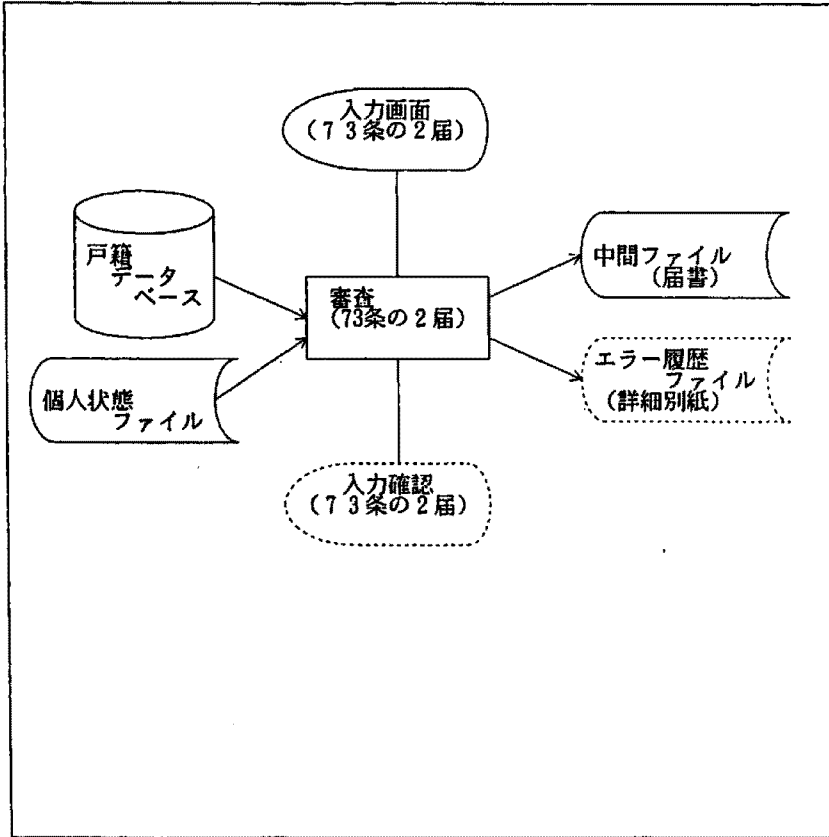 入力画面
(７３条の２届)
戸籍
データ
ベース
審査
(73条の２届)
中間ファイル
(届書)
個人状態
ファイル
エラー履歴
ファイル
(詳細別紙)
入力確認
(７３条の２届)